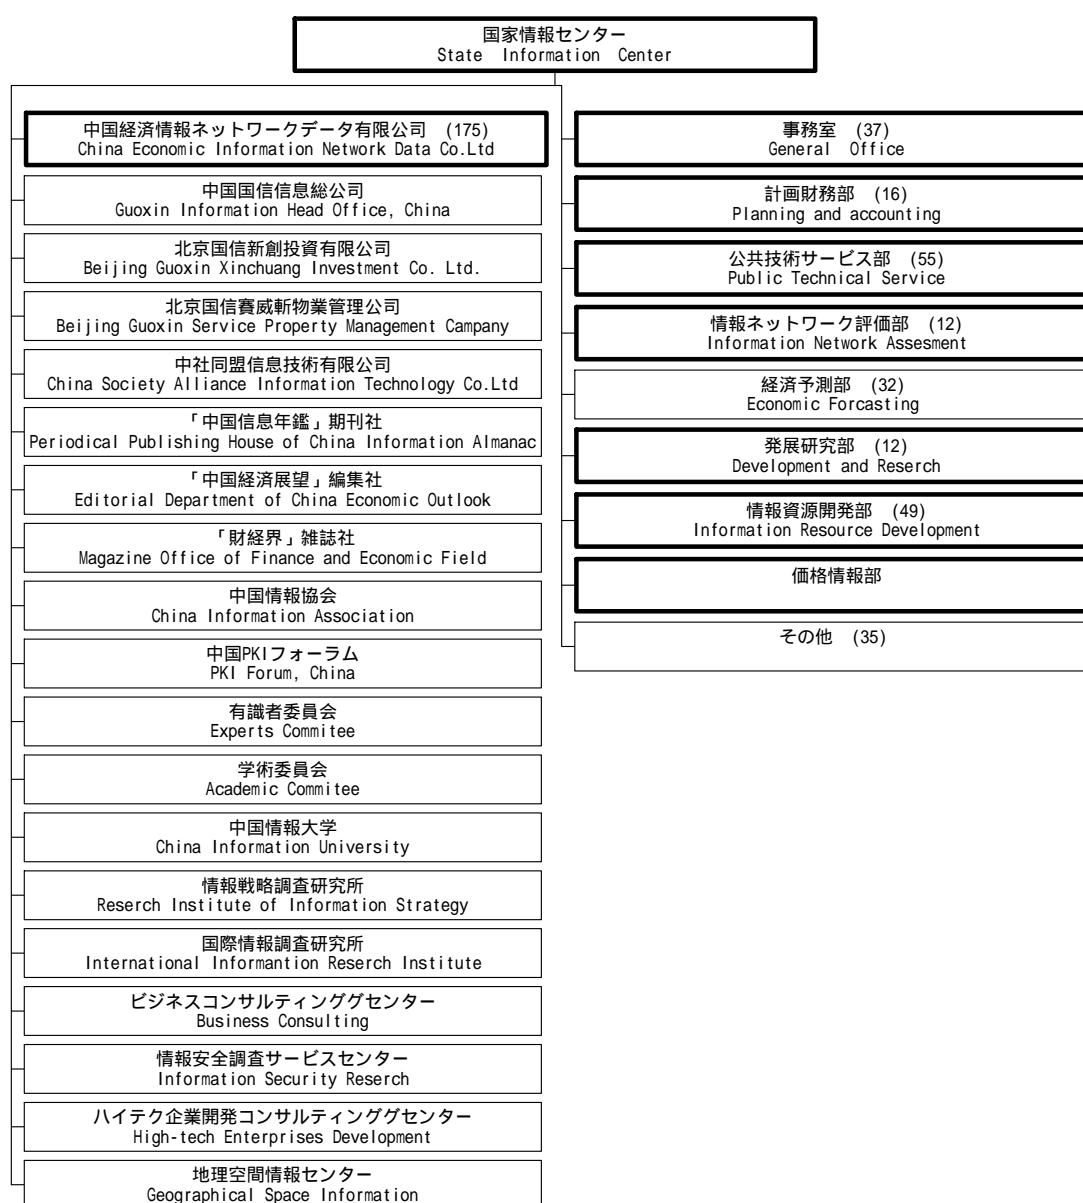 国家情報センター
State Information Center
中国経済情報ネットワークデータ有限公司 (175)
China Economic Information Network Data Co.Ltd
中国国信信息総公司
Guoxin Information Head Office, China
北京国信新創投資有限公司
Beijing Guoxin Xinchuang Investment Co. Ltd.
北京国信賽威斬物業管理公司
Beijing Guoxin Service Property Management Campany
中社同盟信息技術有限公司
China Society Alliance Information Technology Co.Ltd
「中国信息年鑑」期刊社
Periodical Publishing House of China Information Almanac
「中国経済展望」編集社
Editorial Department of China Economic Outlook
「財経界」雑誌社
Magazine Office of Finance and Economic Field
中国情報協会
China Information Association
中国PKIフォーラム
PKI Forum, China
有識者委員会
Experts Commitee
学術委員会
Academic Commitee
中国情報大学
China Information University
情報戦略調査研究所
Reserch Institute of Information Strategy
国際情報調査研究所
International Informantion Reserch Institute
ビジネスコンサルティンググセンター
Business Consulting
情報安全調査サービスセンター
Information Security Reserch
ハイテク企業開発コンサルティンググセンター
High-tech Enterprises Development
地理空間情報センター
Geographical Space Information
事務室 (37)
General Office
計画財務部 (16)
Planning and accounting
公共技術サービス部 (55)
Public Technical Service
情報ネットワーク評価部 (12)
Information Network Assesment
経済予測部 (32)
Economic Forcasting
発展研究部 (12)
Development and Reserch
情報資源開発部 (49)
Information Resource Development
価格情報部
その他 (35)